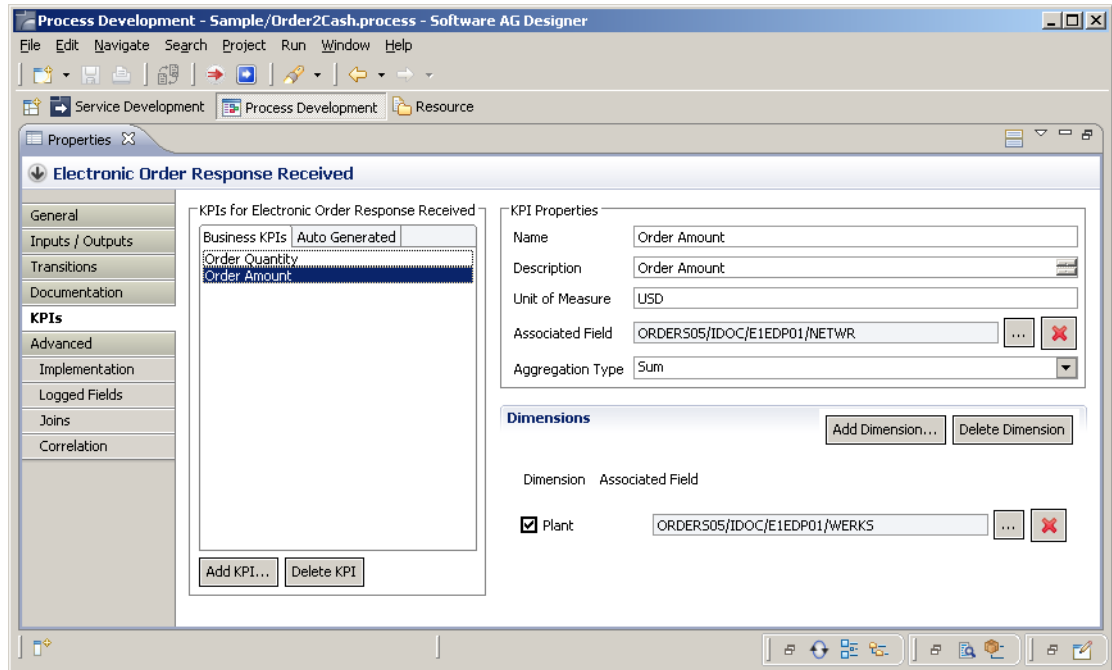 Process Development - Sample/Order2Cash.process - Software AG Designer
File Edit Navigate Search Project Run Window Help
Service Development Process Development Resource
Properties
Electronic Order Response Received
General
Inputs / Outputs
Transitions
Documentation
KPIs
Advanced
Implementation
Logged Fields
Joins
Correlation
KPIs for Electronic Order Response Received
Business KPIs Auto Generated
Order Quantity
Order Amount
Add KPI... Delete KPI
KPI Properties
Name Order Amount
Description Order Amount
Unit of Measure USD
Associated Field ORDERS05/IDOC/E1EDP01/NETWR ...
Aggregation Type Sum
Dimensions Add Dimension... Delete Dimension
Dimension Associated Field
Plant ORDERS05/IDOC/E1EDP01/WERKS ...